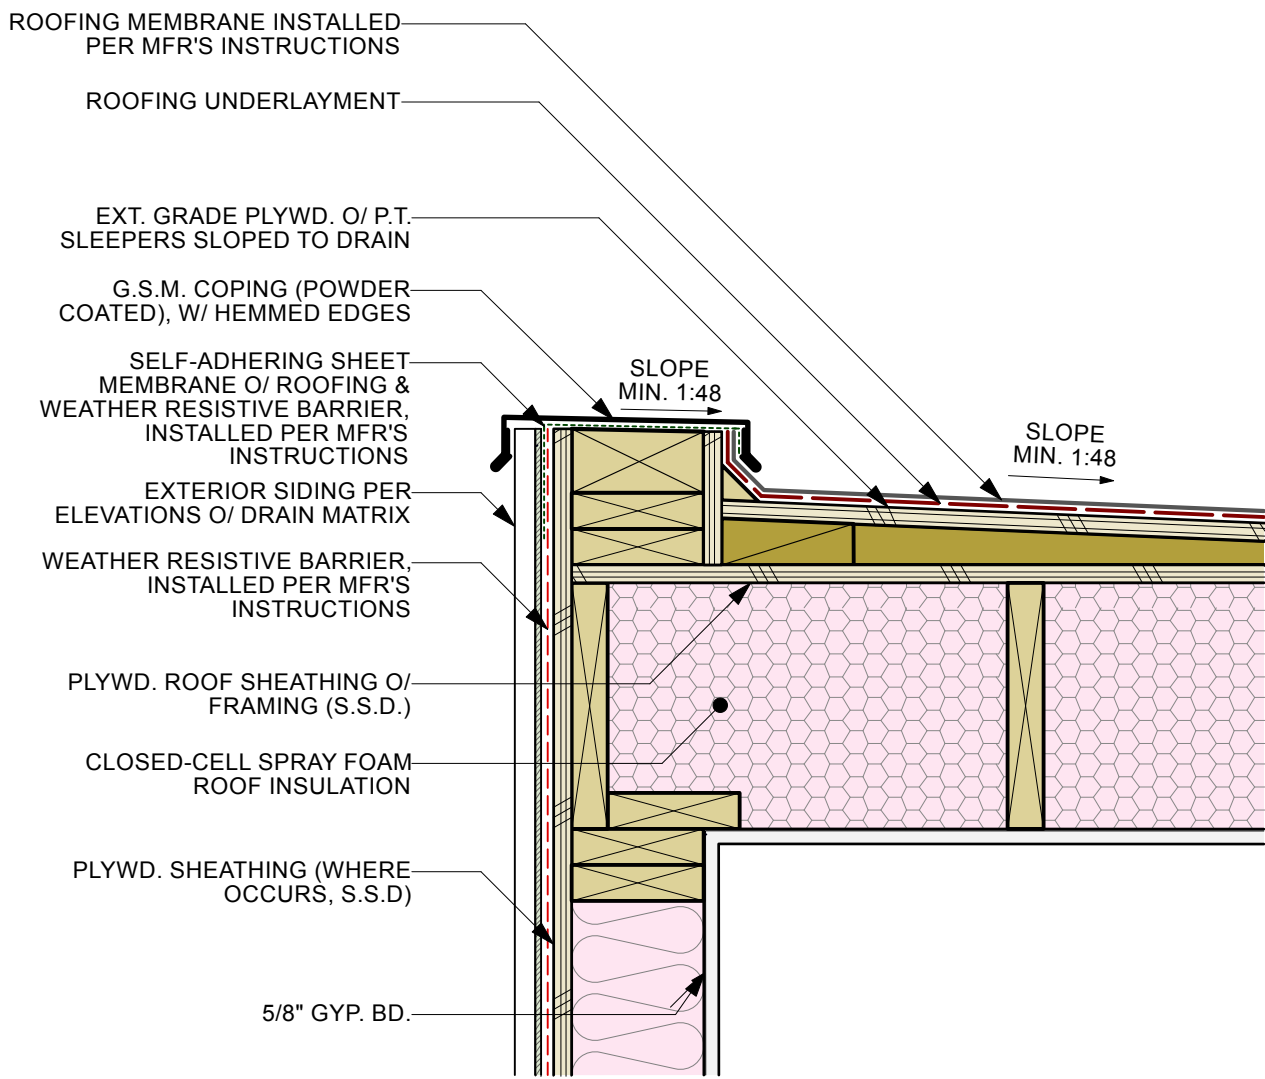 ROOFING MEMBRANE INSTALLED
PER MFR'S INSTRUCTIONS
ROOFING UNDERLAYMENT
EXT. GRADE PLYWD. O/ P.T.
SLEEPERS SLOPED TO DRAIN
G.S.M. COPING (POWDER
COATED), W/ HEMMED EDGES
SELF-ADHERING SHEET
MEMBRANE O/ ROOFING &
WEATHER RESISTIVE BARRIER,
INSTALLED PER MFR'S
INSTRUCTIONS
SLOPE
MIN. 1:48
SLOPE
MIN. 1:48
EXTERIOR SIDING PER
ELEVATIONS O/ DRAIN MATRIX
WEATHER RESISTIVE BARRIER,
INSTALLED PER MFR'S
INSTRUCTIONS
PLYWD. ROOF SHEATHING O/
FRAMING (S.S.D.)
CLOSED-CELL SPRAY FOAM
ROOF INSULATION
PLYWD. SHEATHING (WHERE
OCCURS, S.S.D)
5/8" GYP. BD.